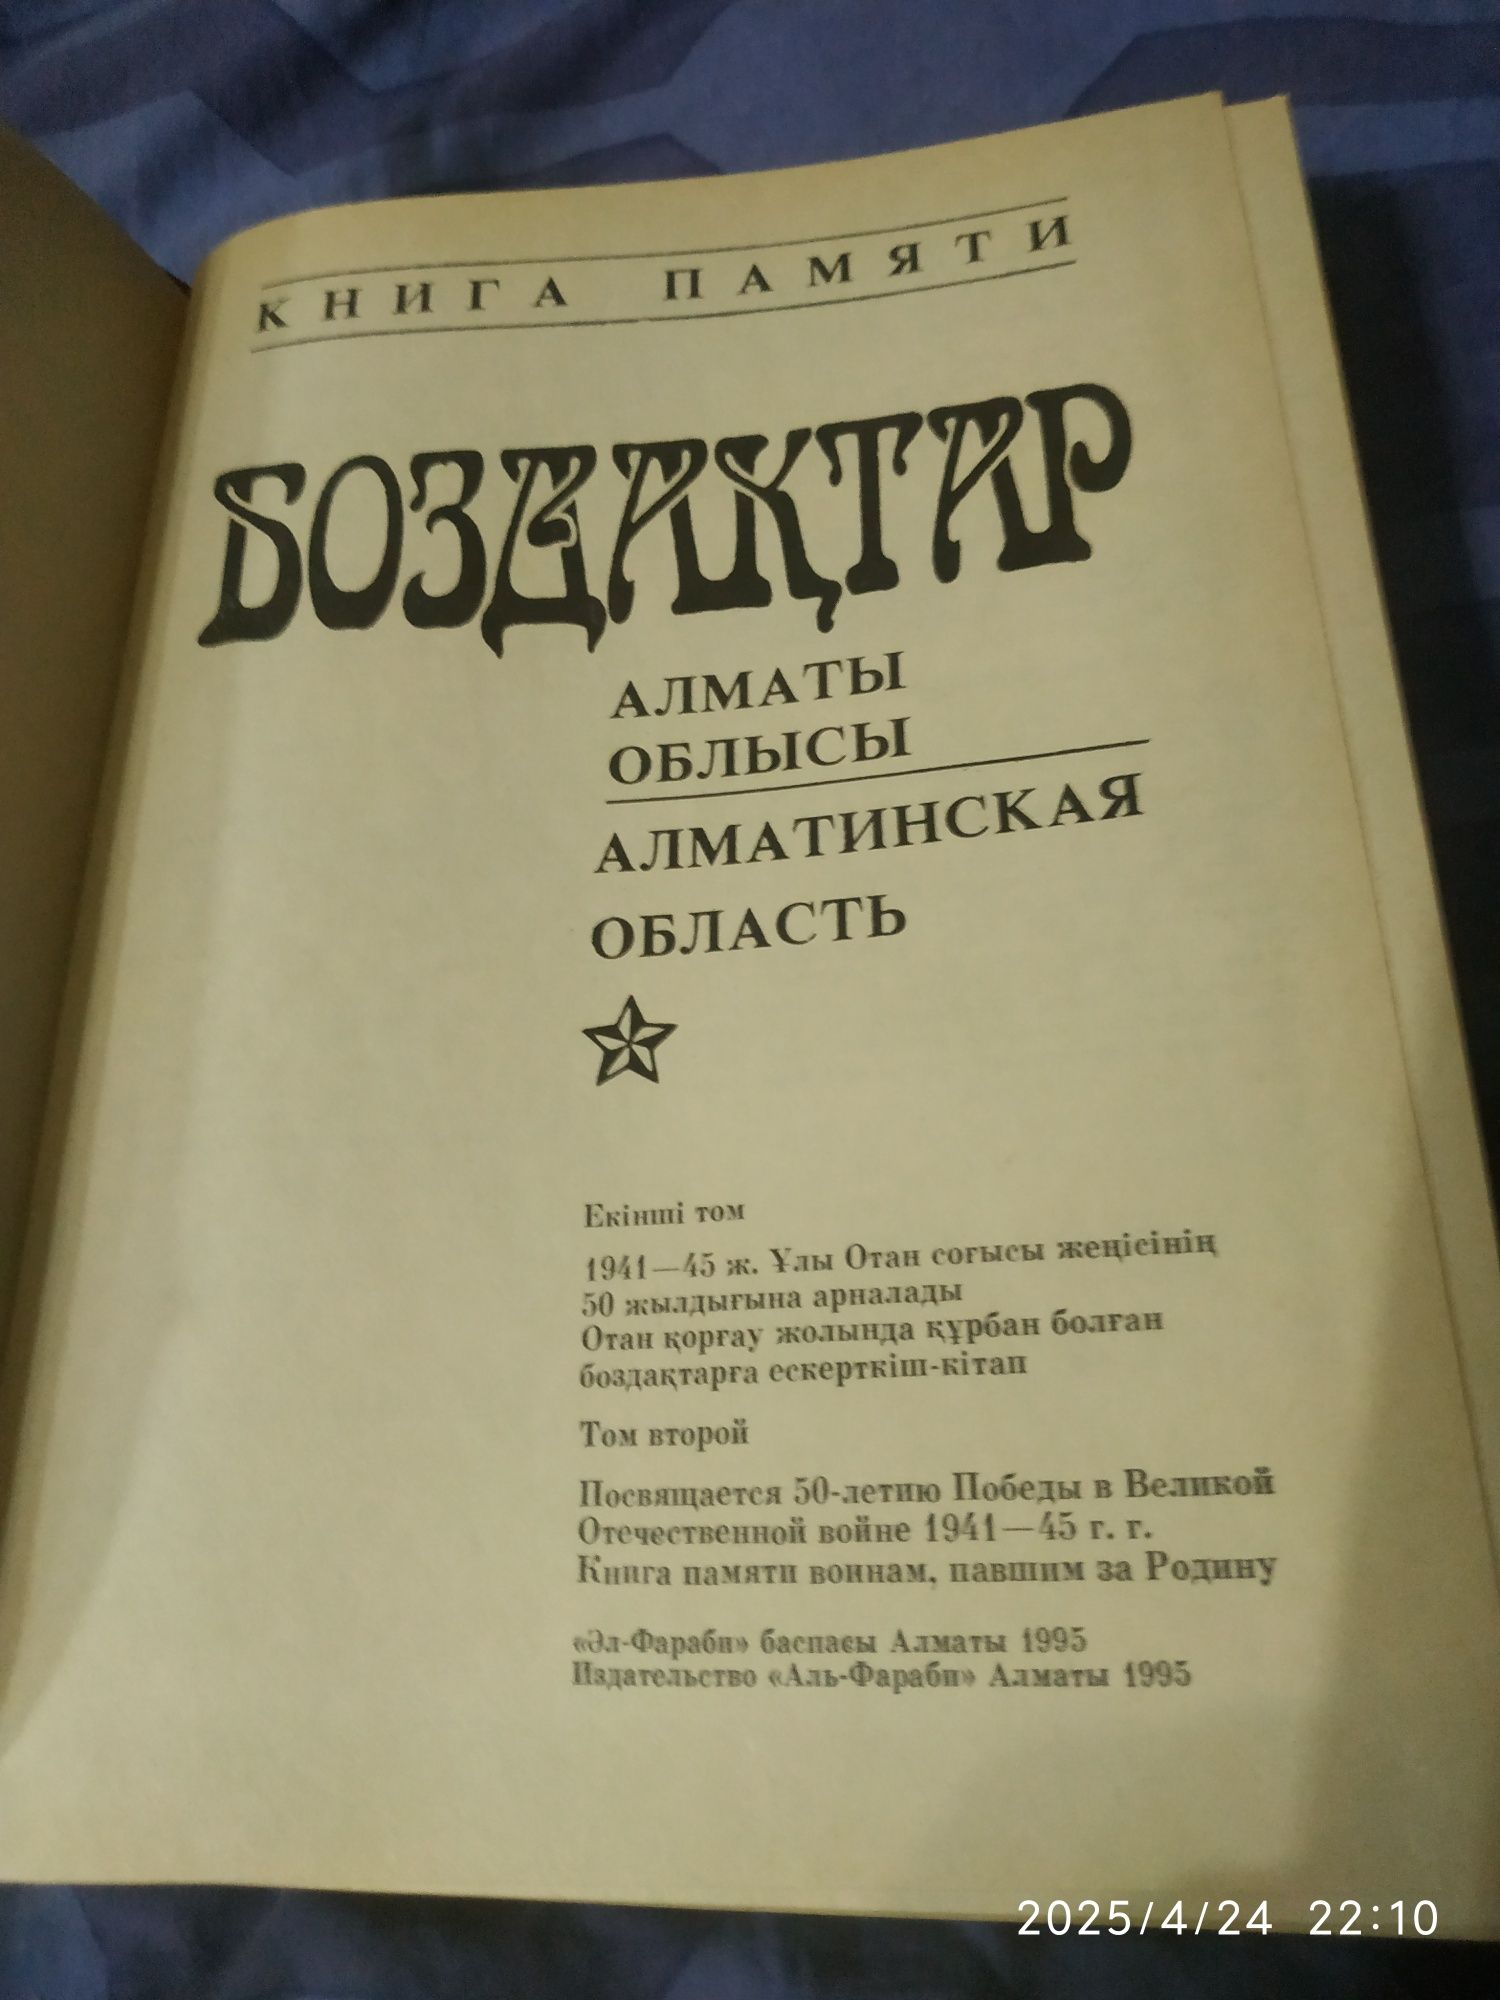 КНИГА ПАМЯТИ
БОЗДАҚТАР
АЛМАТЫ
ОБЛЫСЫ
АЛМАТИНСКАЯ
ОБЛАСТЬ
Екінші том
1941—45 ж. Ұлы Отан соғысы жеңісінің
50 жылдығына арналады
Отан қорғау жолында құрбан болған
боздақтарға ескерткіш-кітап
Том второй
Посвящается 50-летию Победы в Великой
Отечественной войне 1941—45 г. г.
Книга памяти воинам, павшим за Родину
«Әл-Фараби» баспасы Алматы 1995
Издательство «Аль-Фараби» Алматы 1995
2025/4/24 22:10